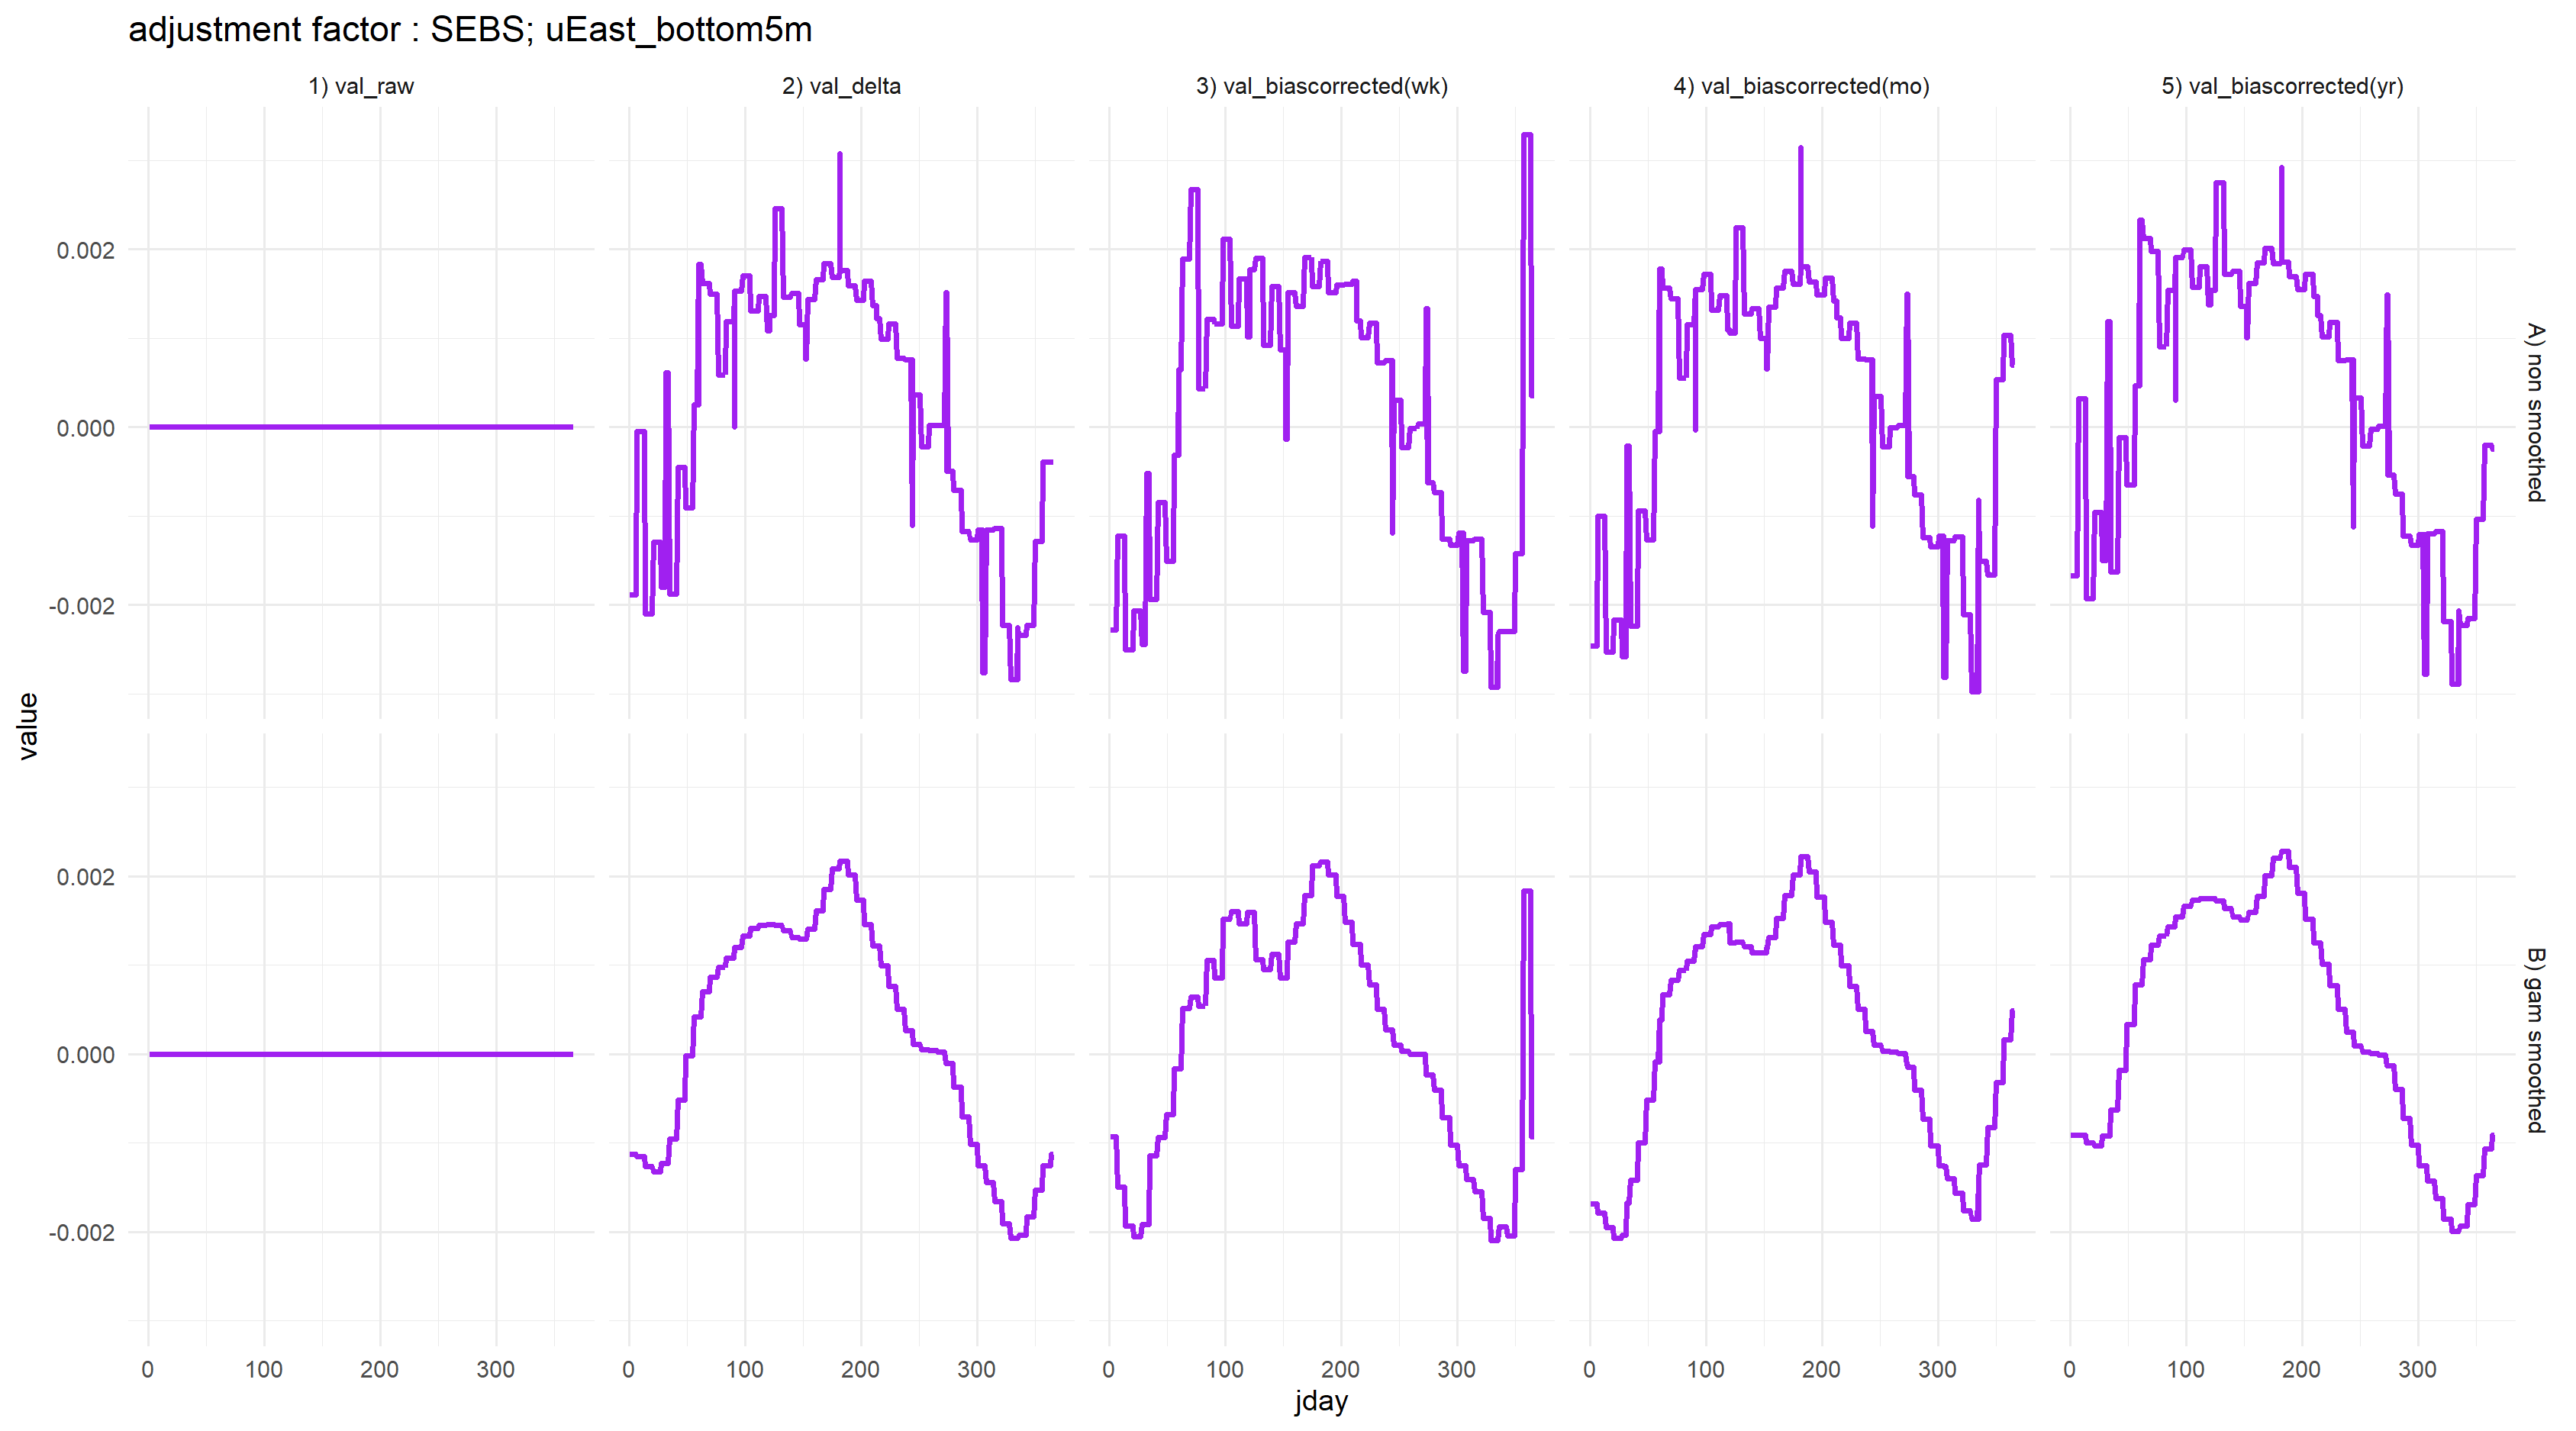 adjustment factor : SEBS; uEast_bottom5m
1) val_raw
2) val_delta
3) val_biascorrected(wk)
4) val_biascorrected(mo)
5) val_biascorrected(yr)
0.002
0.000
-0.002
A) non smoothed
value
0.002
0.000
-0.002
B) gam smoothed
0 100 200 300
0 100 200 300
0 100 200 300
0 100 200 300
0 100 200 300
jday